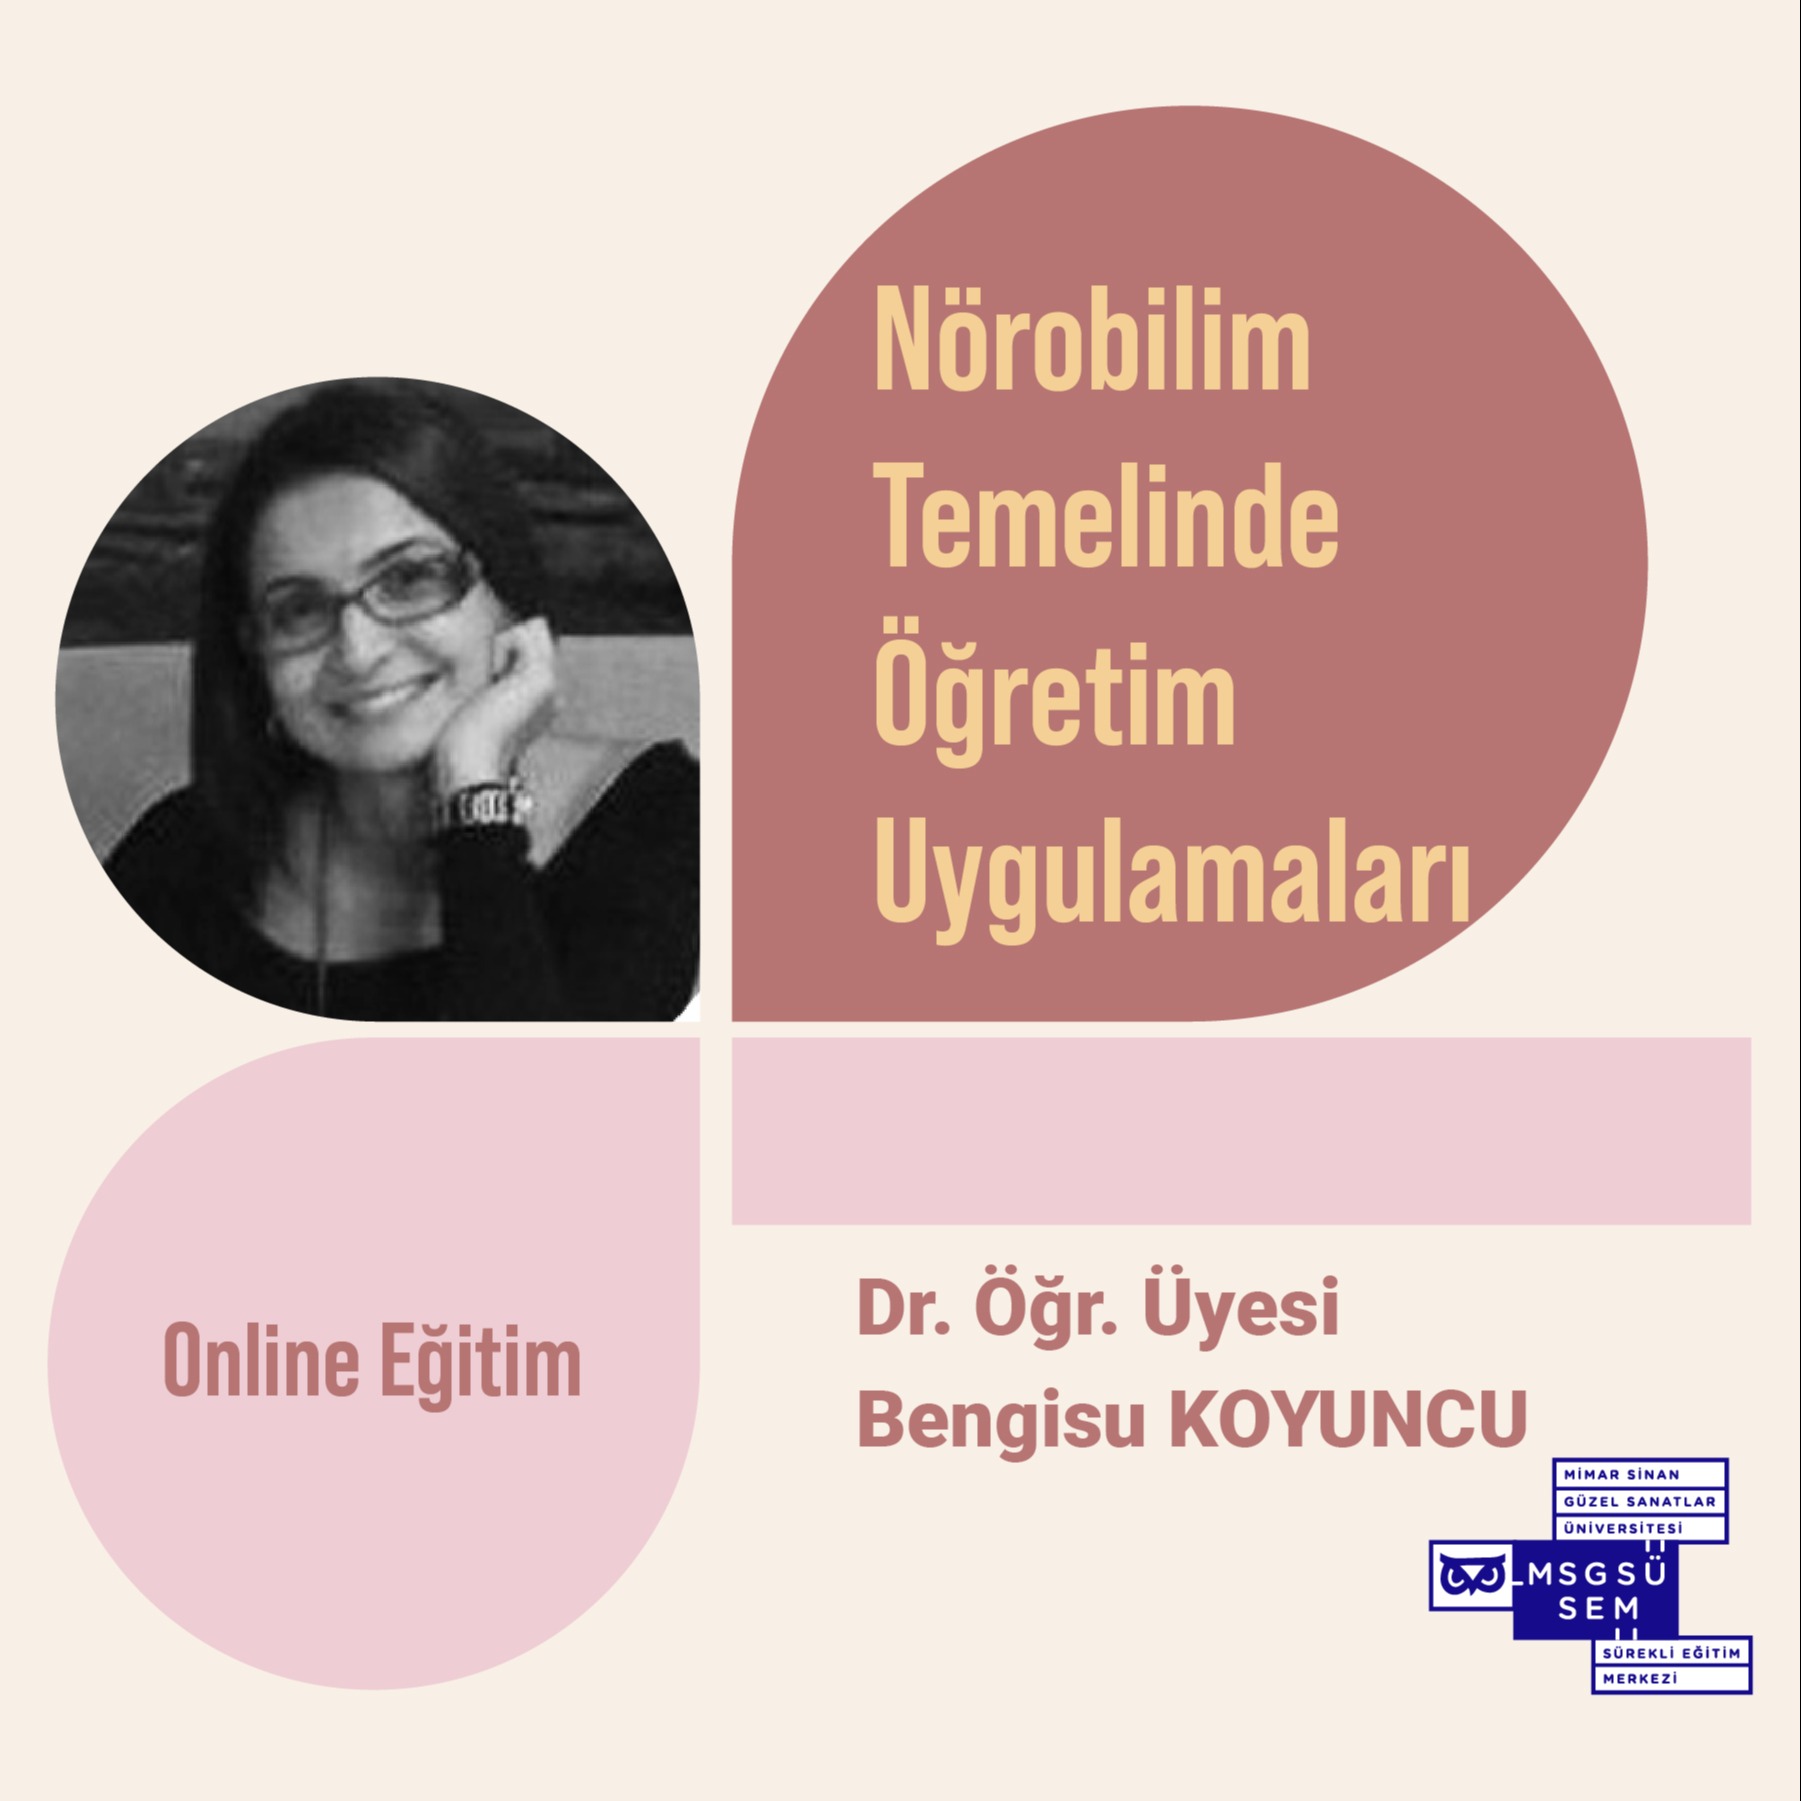 Nörobilim
Temelinde
Öğretim
Uygulamaları
Online Eğitim
Dr. Öğr. Üyesi
Bengisu KOYUNCU
MİMAR SİNAN
GÜZEL SANATLAR
ÜNİVERSİTESİ
MSGSÜ
SEM
SÜREKLİ EĞİTİM
MERKEZİ